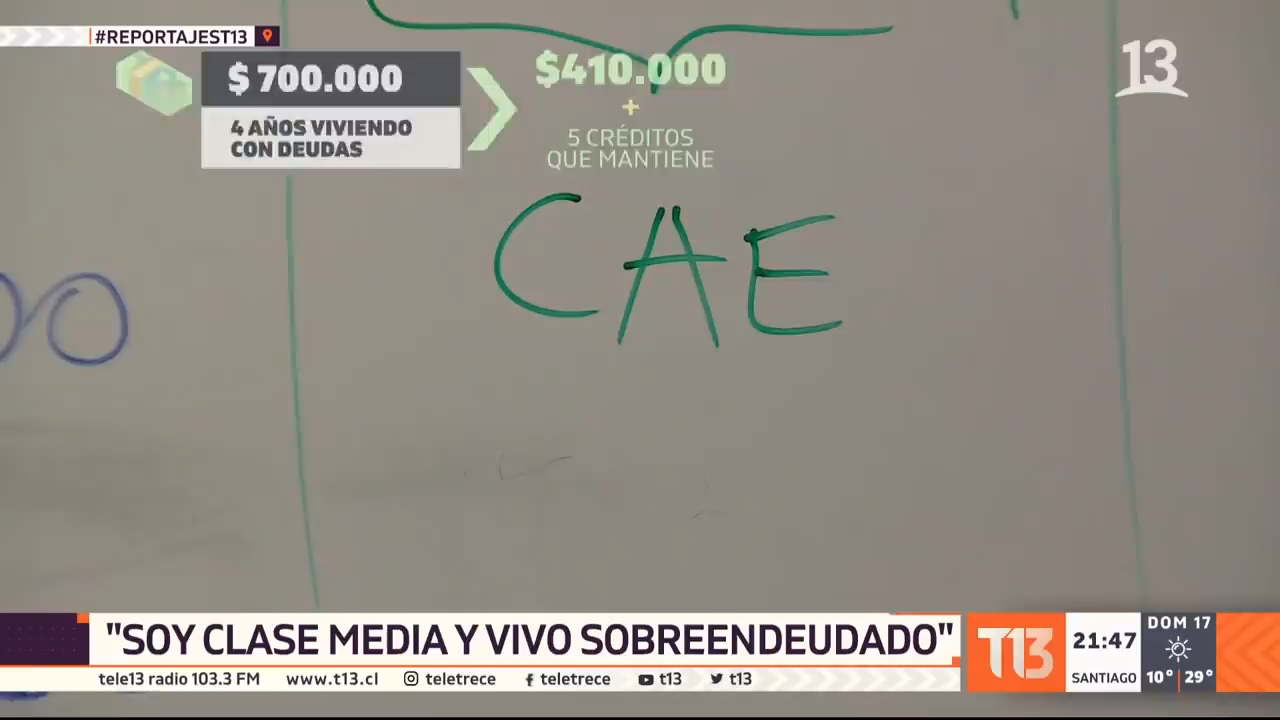 #REPORTAJEST13
$ 700.000
4 AÑOS VIVIENDO
CON DEUDAS
$410.000
+
5 CRÉDITOS
QUE MANTIENE
13
CAE
"SOY CLASE MEDIA Y VIVO SOBREENDEUDADO"
tele13 radio 103.3 FM www.t13.cl teletrece teletrece t13 t13
T13
21:47
SANTIAGO
DOM 17
10° 29°